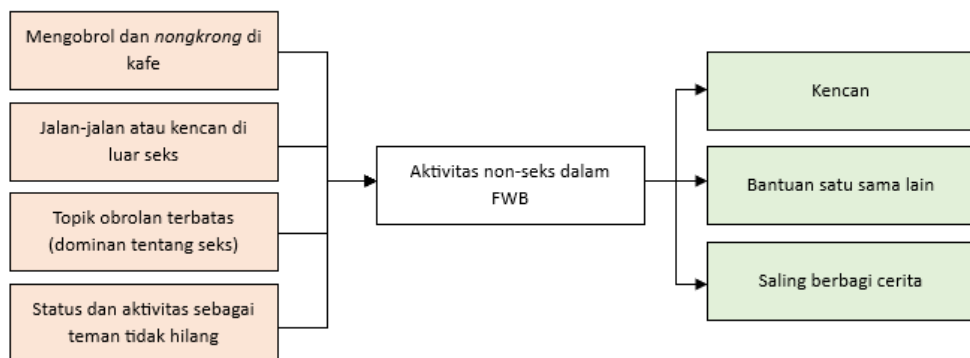 Mengobrol dan nongkrong di
kafe
Jalan-jalan atau kencan di
luar seks
Topik obrolan terbatas
(dominan tentang seks)
Status dan aktivitas sebagai
teman tidak hilang
Aktivitas non-seks dalam
FWB
Kencan
Bantuan satu sama lain
Saling berbagi cerita